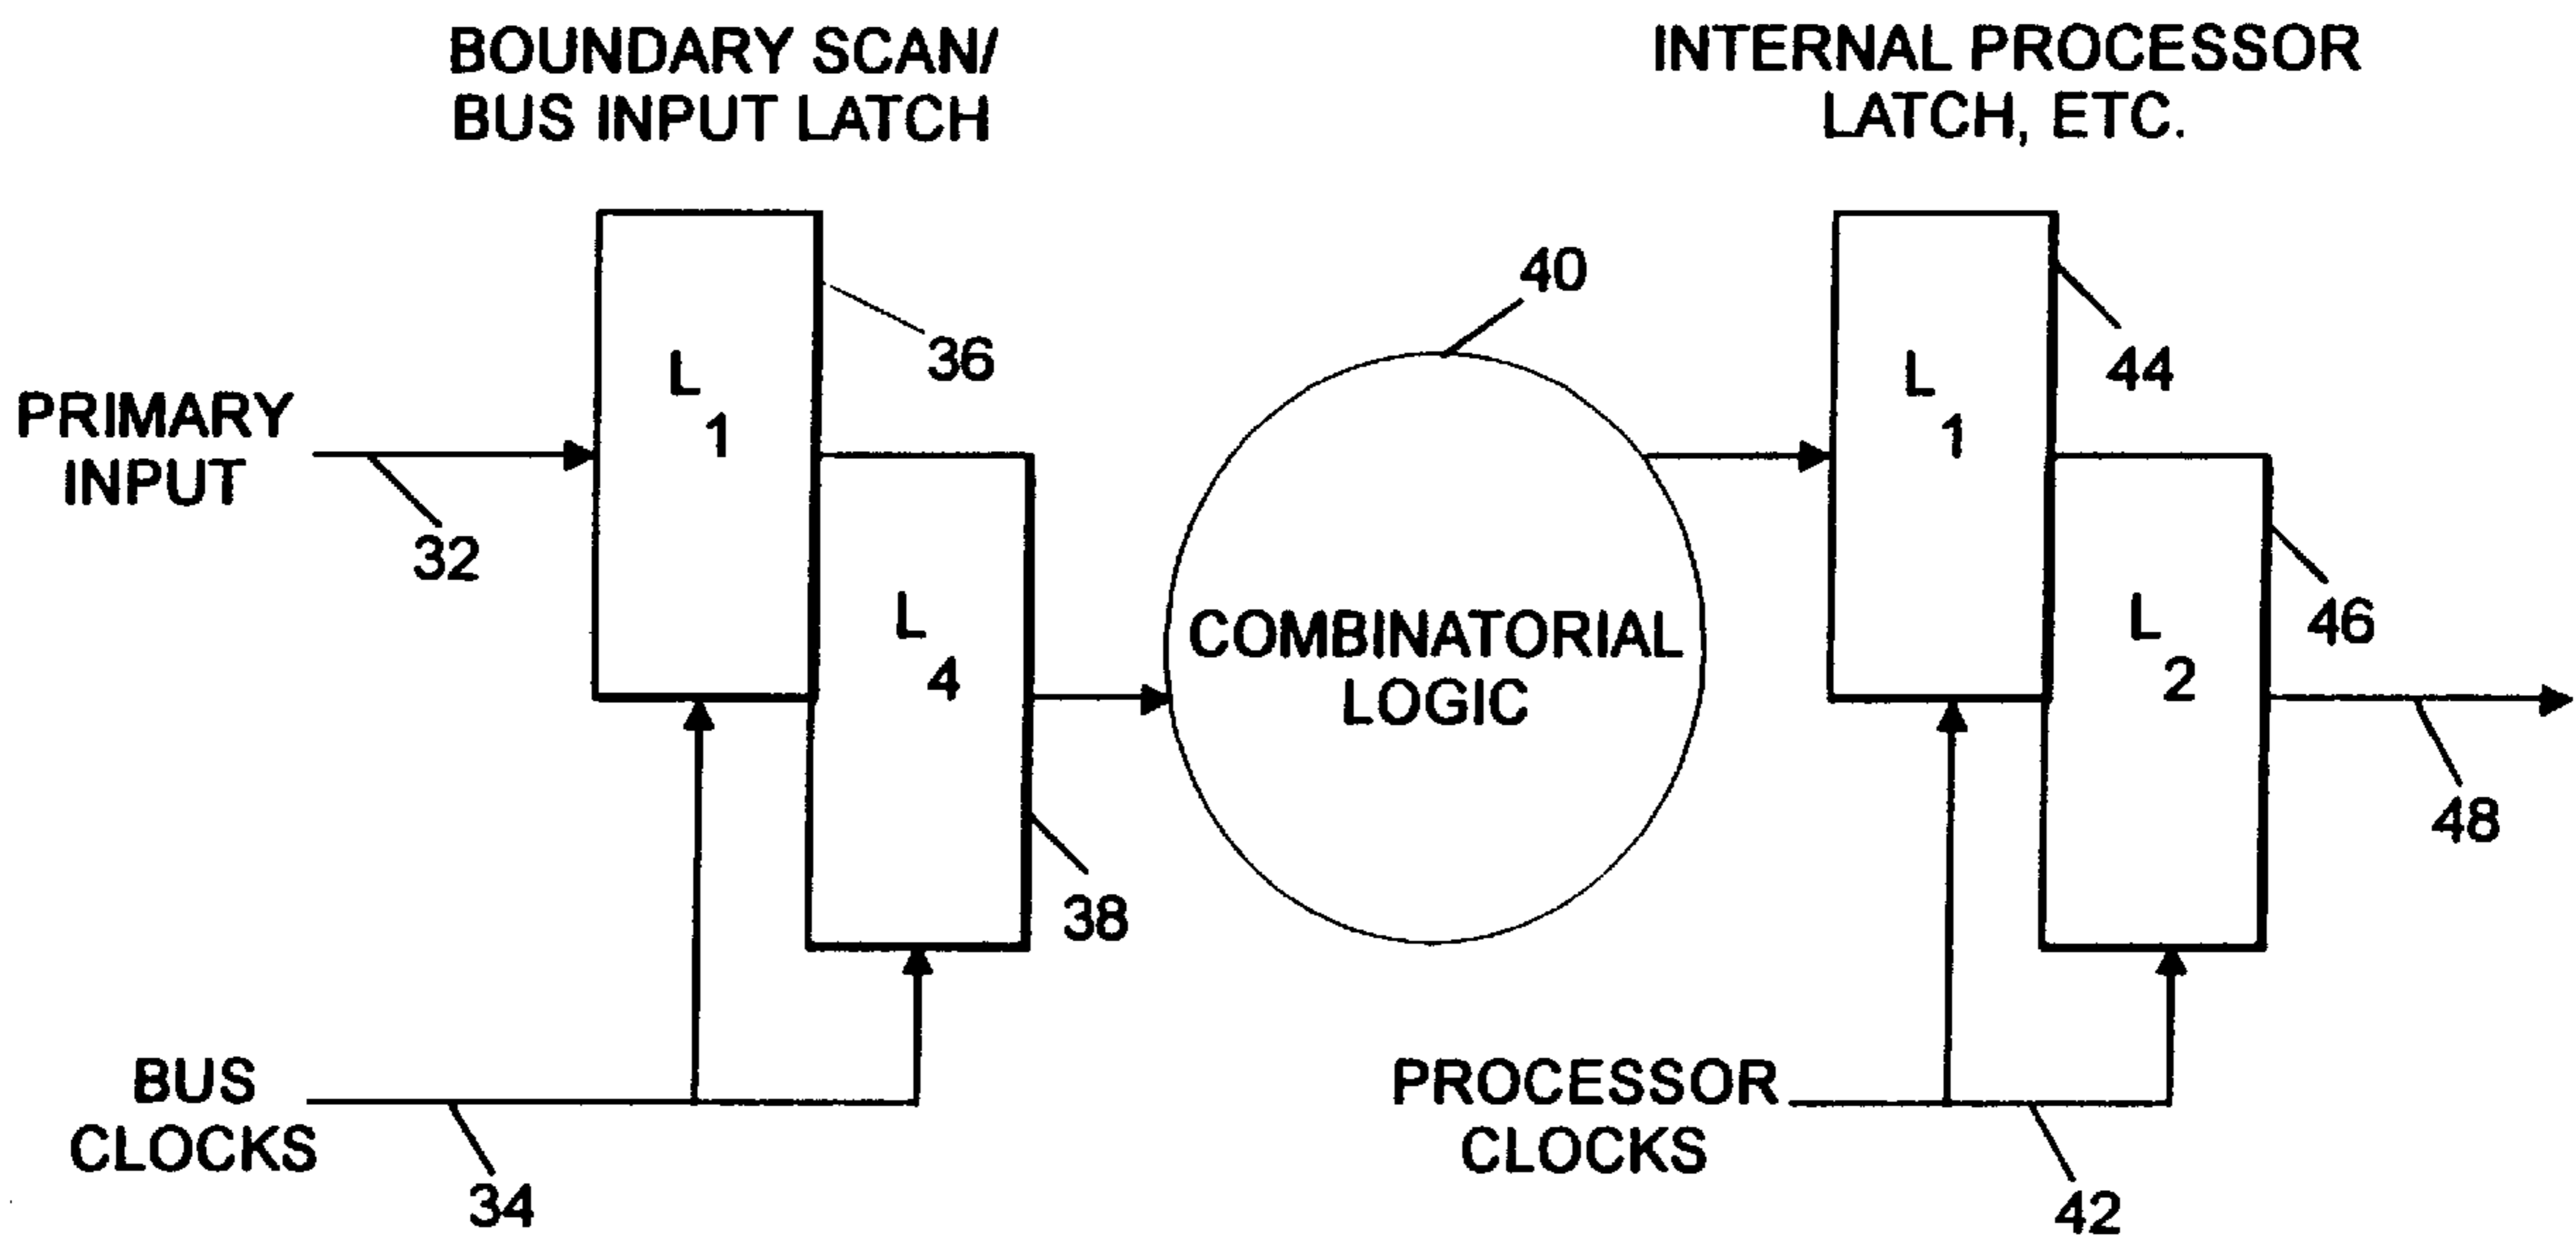 BOUNDARY SCAN/
BUS INPUT LATCH
INTERNAL PROCESSOR
LATCH, ETC.
40
36
44
L
1
L
1
PRIMARY
INPUT
32
L
4
COMBINATORIAL
LOGIC
L
2
46
38
48
BUS
CLOCKS
34
PROCESSOR
CLOCKS
42